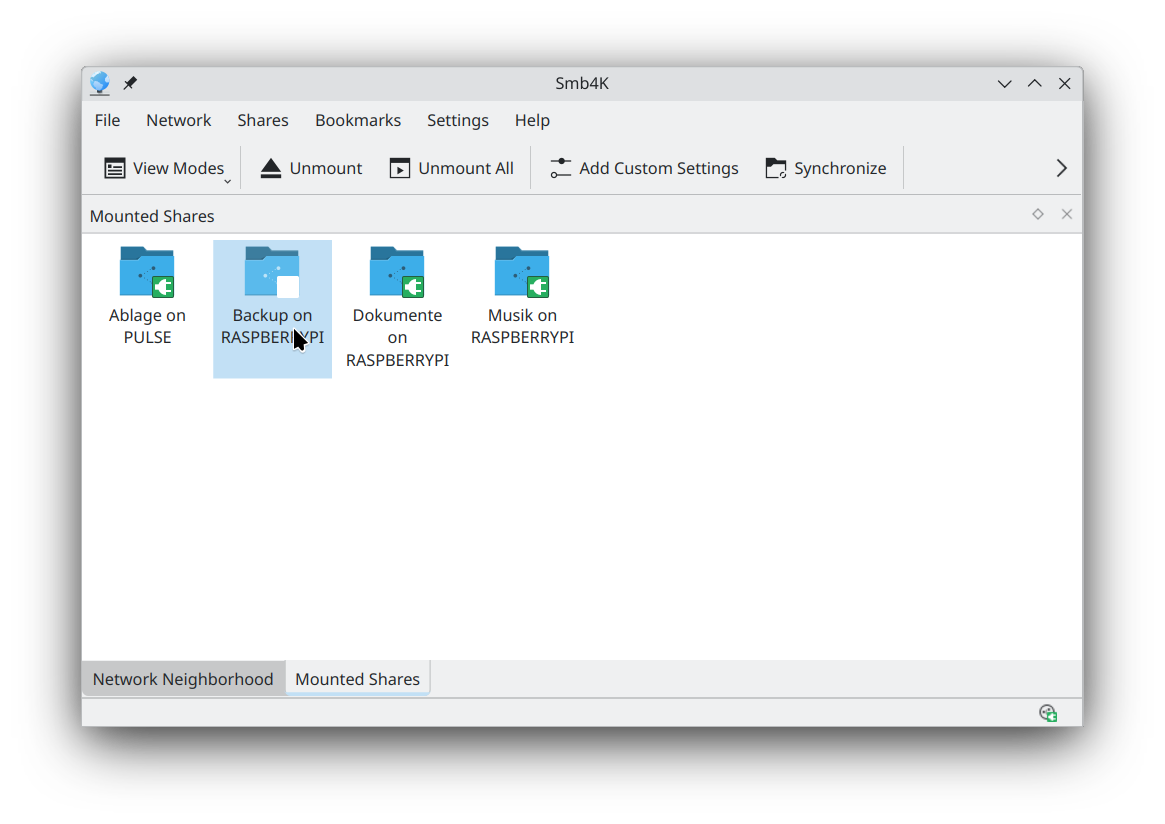 Smb4K
File Network Shares Bookmarks Settings Help
View Modes Unmount Unmount All Add Custom Settings Synchronize
Mounted Shares
Ablage on
PULSE
Backup on
RASPBERRYPI
Dokumente
on
RASPBERRYPI
Musik on
RASPBERRYPI
Network Neighborhood Mounted Shares